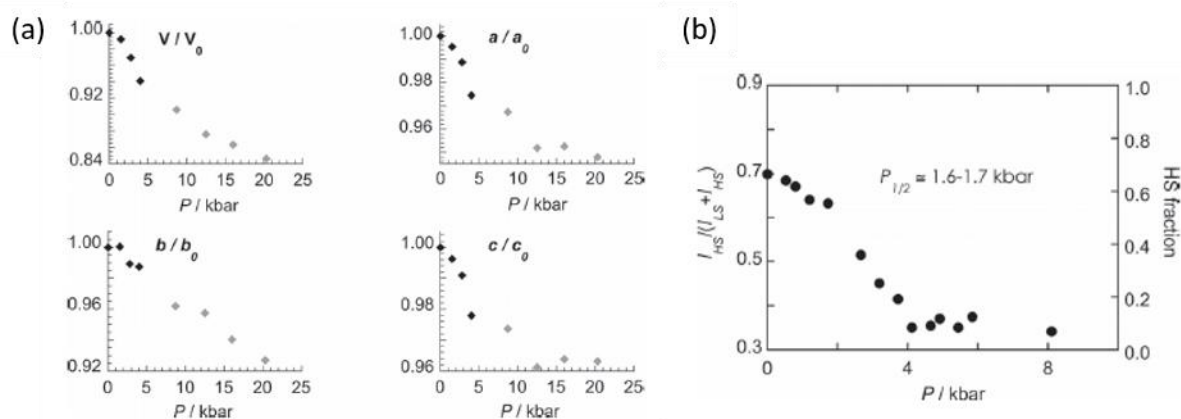 (a)
V / V0
1.00
0.92
0.84
0 5 10 15 20 25
P / kbar
a / a0
1.00
0.98
0.96
0 5 10 15 20 25
P / kbar
b / b0
1.00
0.96
0.92
0 5 10 15 20 25
P / kbar
c / c0
1.00
0.98
0.96
0 5 10 15 20 25
P / kbar
(b)
0.9
0.7
0.5
0.3
I_HS/(I_LS+I_HS)
P_1/2 ≅ 1.6-1.7 kbar
1.0
0.8
0.6
0.4
0.2
0.0
HS fraction
0 4 8
P / kbar